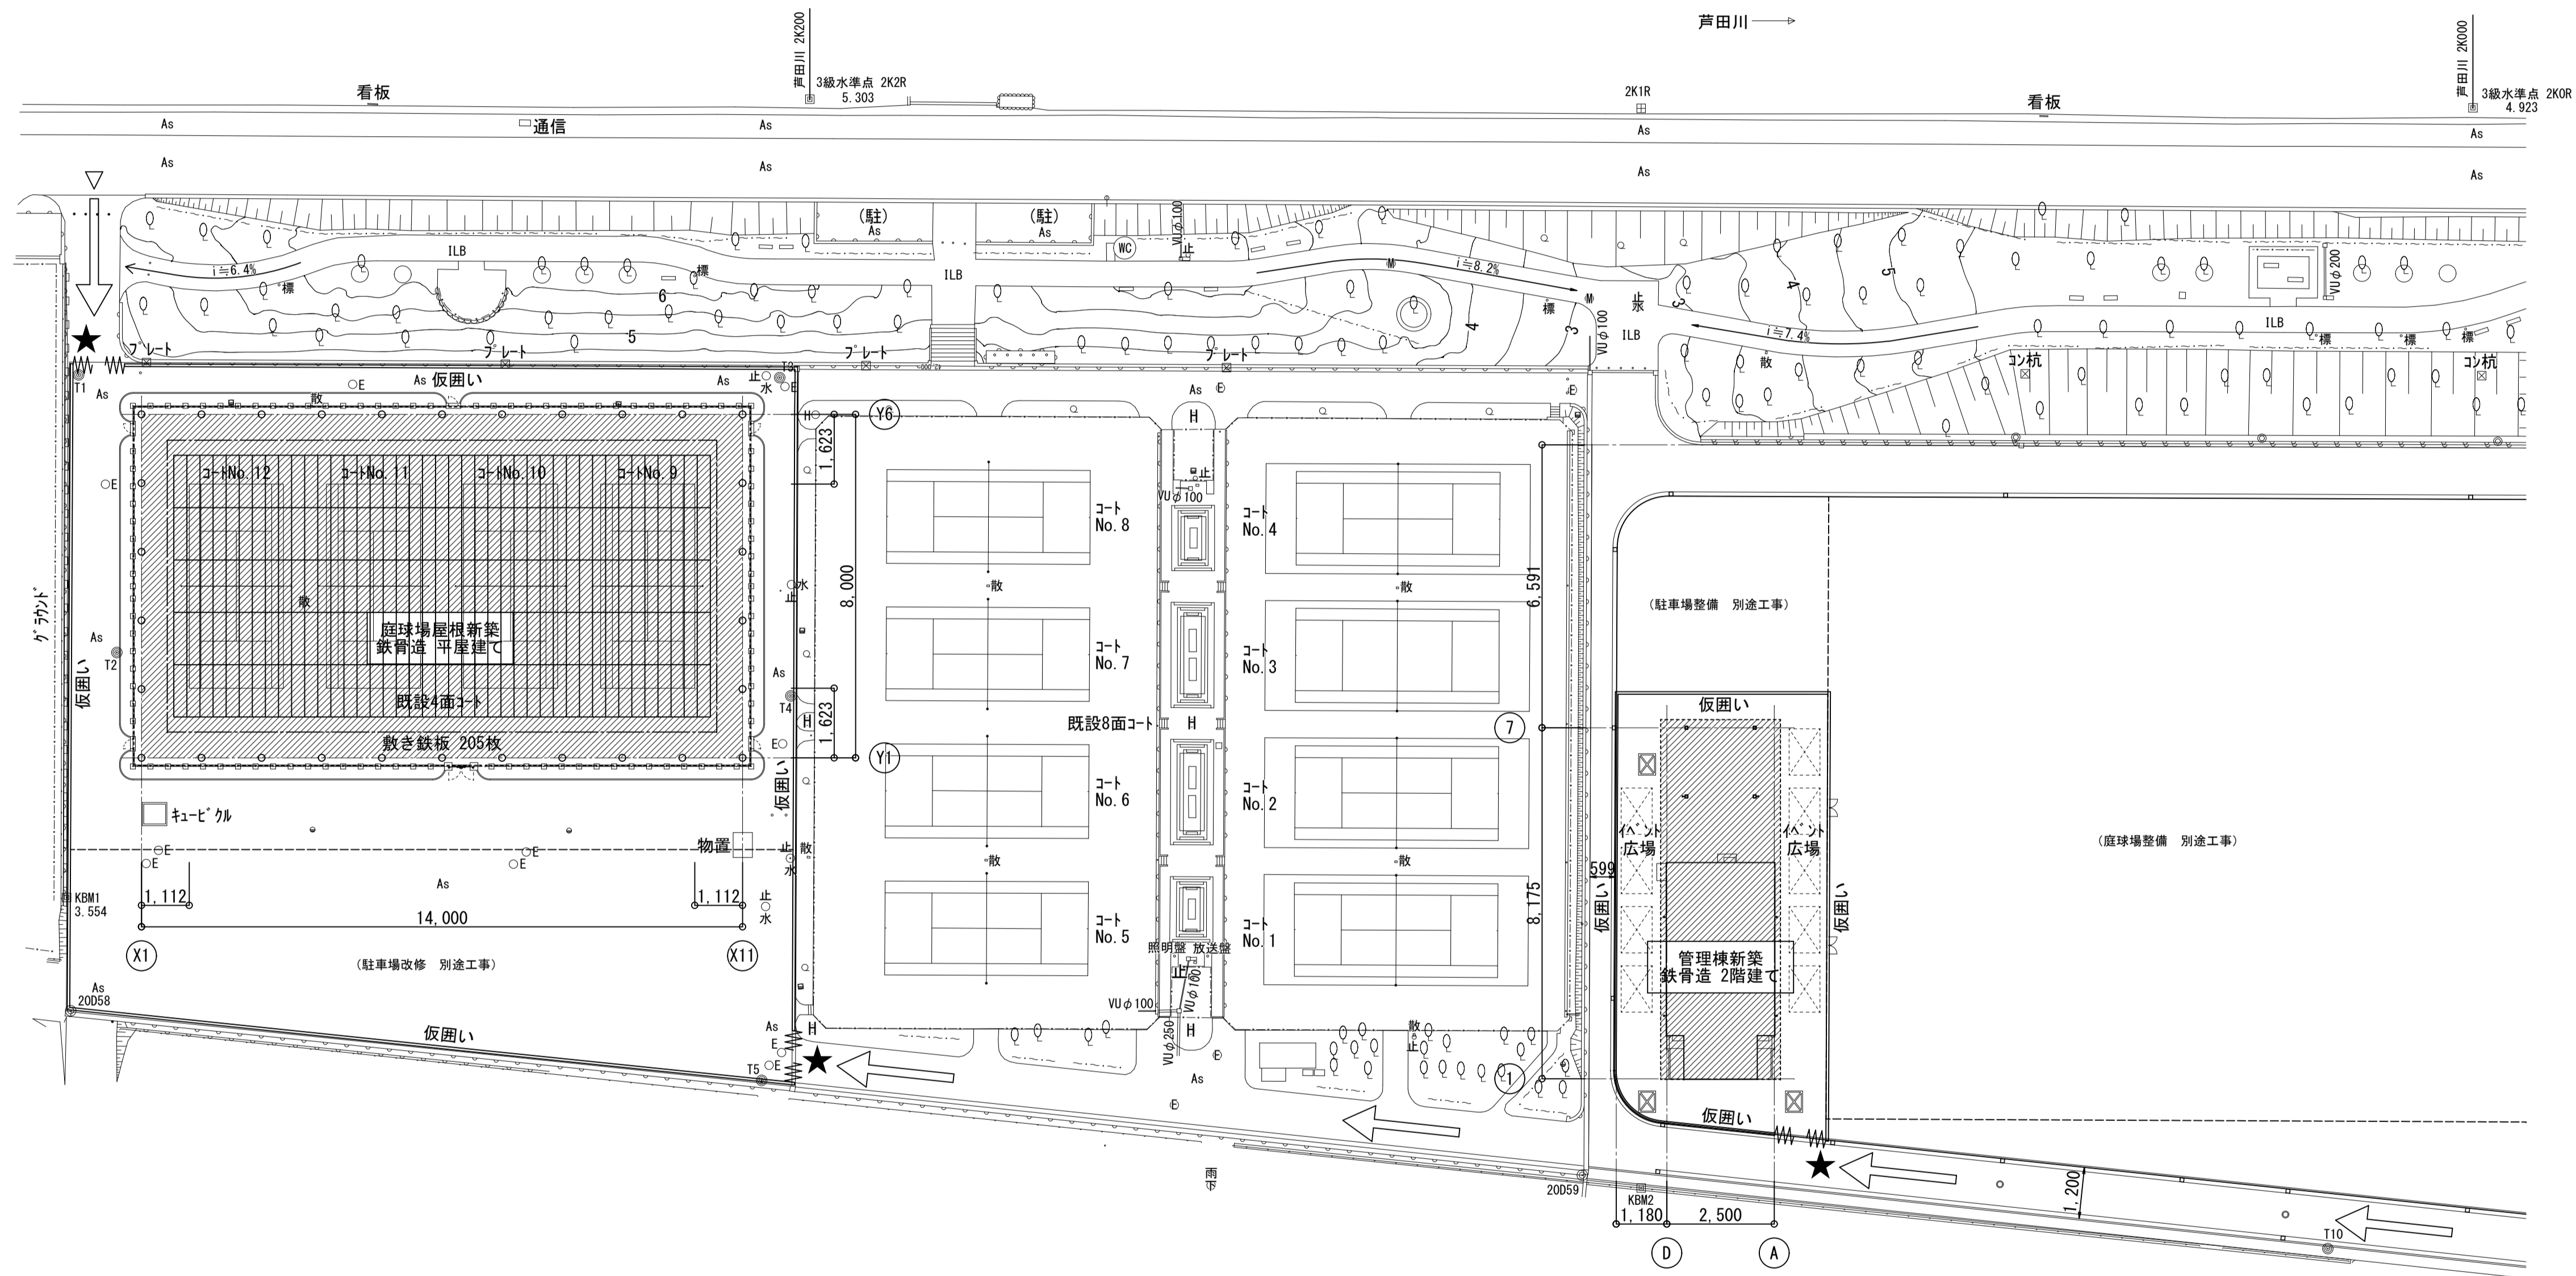 芦田川
芦田川 2K200
3級水準点 2K2R
5.303
2K1R
芦田川 2K000
3級水準点 2K0R
4.923
看板
看板
As
通信
As
As
As
As
As
As
As
(駐)
As
(駐)
As
WC
VUφ100
止
i≒6.4%
ILB
標
標
6
5
ILB
i≒8.2%
M
M
4
3
標
止
水
VUφ100
ILB
3
4
5
i≒7.4%
散
VUφ200
ILB
標
標
標
コン杭
コン杭
プレート
プレート
プレート
プレート
T1
As
E
As
仮囲い
As
止
水
T3
E
As
E
E
散
H
Y6
1,623
H
コートNo.12
コートNo.11
コートNo.10
コートNo.9
E
散
庭球場屋根新築
鉄骨造 平屋建て
既設4面コート
敷き鉄板 205枚
グラウンド
As
T2
仮囲い
水
止
8,000
As
T4
H
1,623
E
Y1
仮囲い
キュービクル
物置
E
E
E
E
止
散
水
KBM1
3.554
1,112
As
1,112
14,000
止
水
X1
X11
(駐車場改修 別途工事)
As
20D58
仮囲い
As
E
H
T5
E
コート
No.8
散
コート
No.7
既設8面コート
コート
No.6
散
コート
No.5
止
VUφ100
H
照明盤
放送盤
止
VUφ100
VUφ100
VUφ250
H
E
As
E
雨
下
コート
No.4
散
コート
No.3
コート
No.2
散
コート
No.1
散
止
6,591
7
8,175
1
599
仮囲い
(駐車場整備 別途工事)
仮囲い
イベント
広場
イベント
広場
仮囲い
(庭球場整備 別途工事)
管理棟新築
鉄骨造 2階建て
仮囲い
20D59
KBM2
1,180
2,500
D
A
1,200
T10